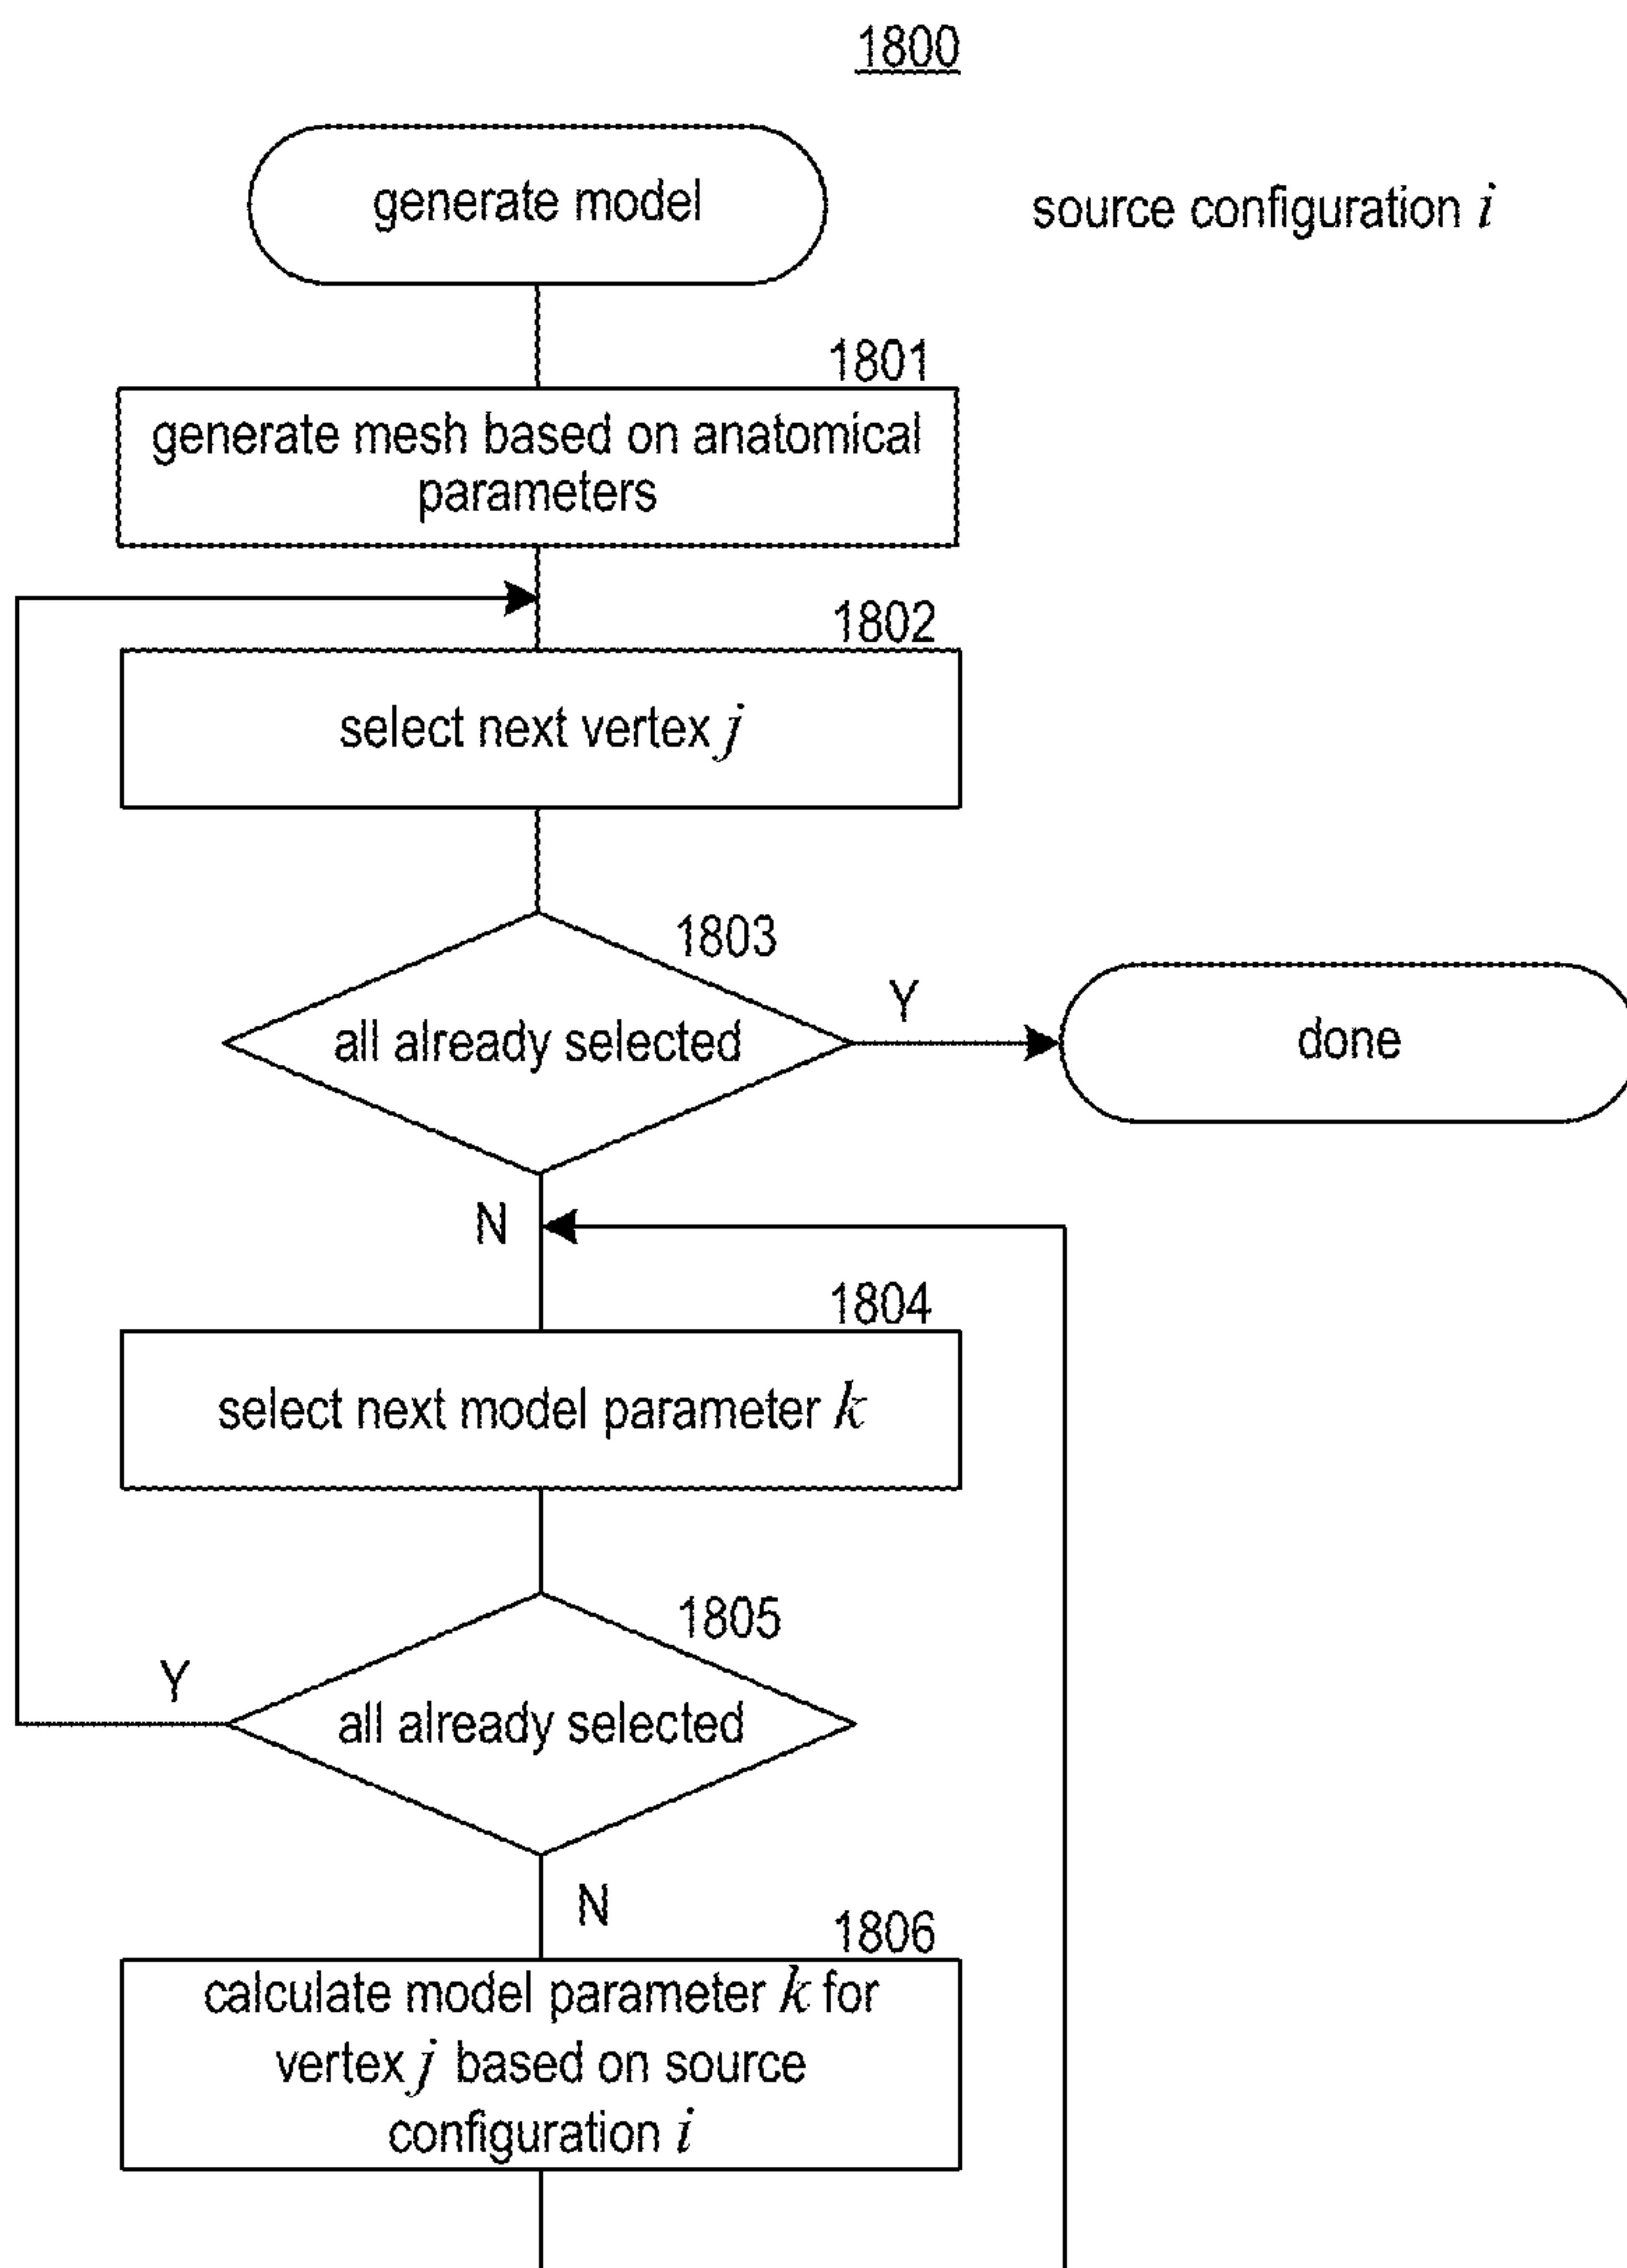 1800
generate model
source configuration i
1801
generate mesh based on anatomical
parameters
1802
select next vertex j
1803
all already selected
Y
done
N
1804
select next model parameter k
1805
all already selected
Y
N
1806
calculate model parameter k for
vertex j based on source
configuration i